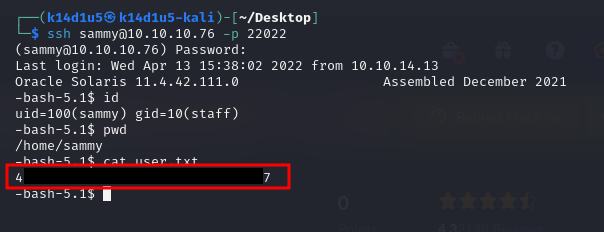 ┌──(k14d1u5㉿k14d1u5-kali)-[~/Desktop]
└─$ ssh sammy@10.10.10.76 -p 22022
(sammy@10.10.10.76) Password:
Last login: Wed Apr 13 15:38:02 2022 from 10.10.14.13
Oracle Solaris 11.4.42.111.0 Assembled December 2021
-bash-5.1$ id
uid=100(sammy) gid=10(staff)
-bash-5.1$ pwd
/home/sammy
-bash-5.1$ cat user.txt
4 7
-bash-5.1$
0